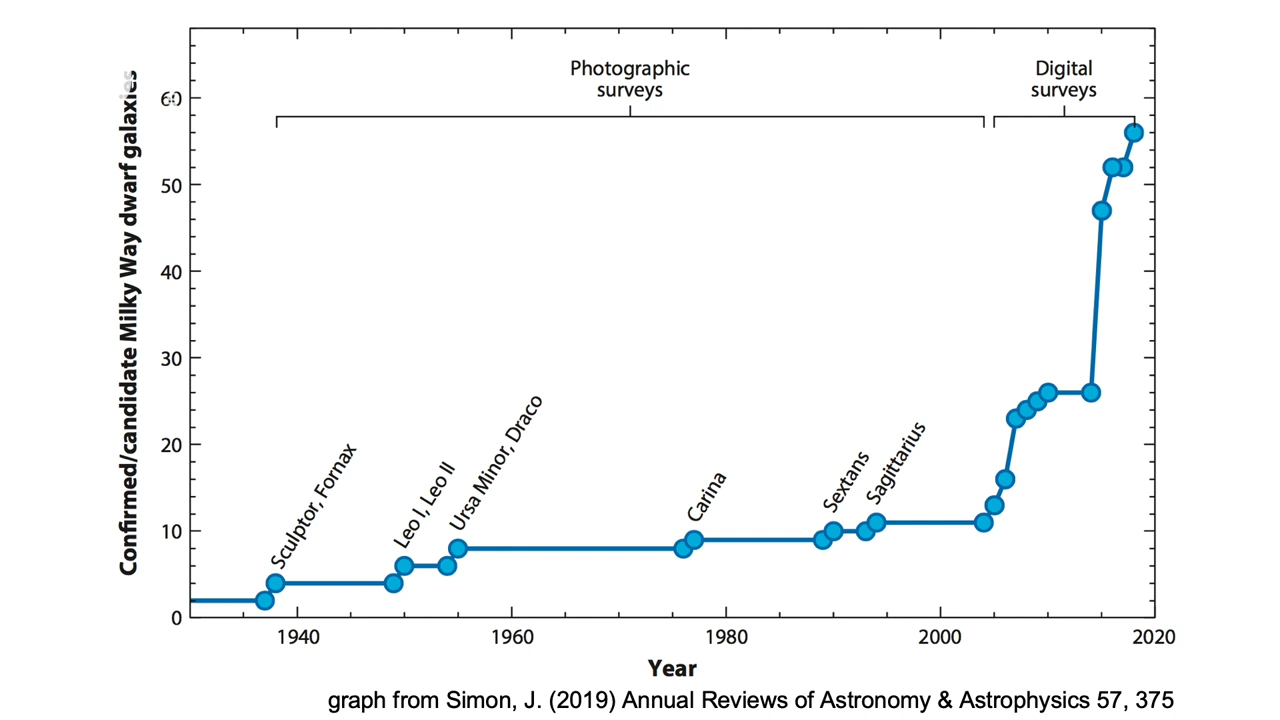 Photographic
surveys
Digital
surveys
Confirmed/candidate Milky Way dwarf galaxies
60
50
40
30
20
10
0
Sculptor, Fornax
Leo I, Leo II
Ursa Minor, Draco
Carina
Sextans
Sagittarius
1940
1960
1980
2000
2020
Year
graph from Simon, J. (2019) Annual Reviews of Astronomy & Astrophysics 57, 375